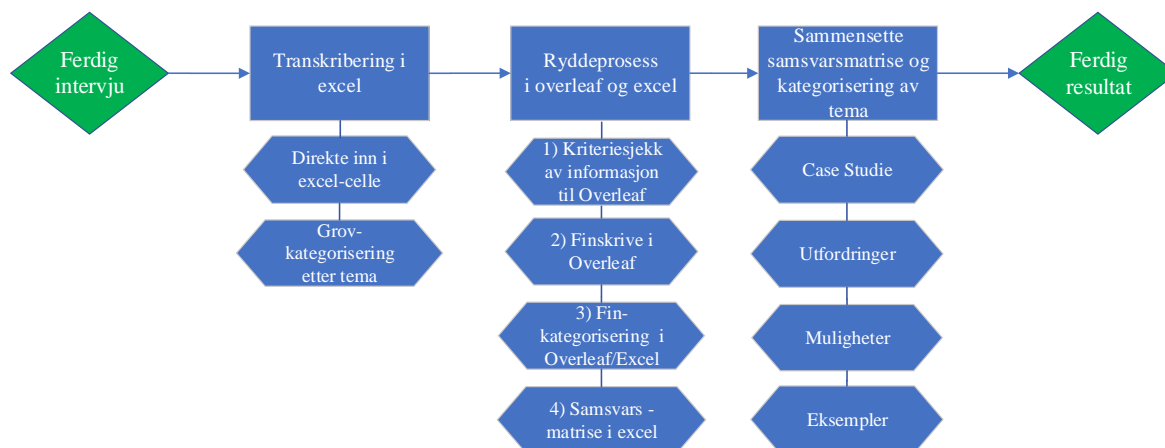 Ferdig
intervju
Transkribering i
excel
Direkte inn i
excel-celle
Grov-
kategorisering
etter tema
Ryddeprosess
i overleaf og excel
1) Kriteriesjekk
av informasjon
til Overleaf
2) Finskrive i
Overleaf
3) Fin-
kategorisering i
Overleaf/Excel
4) Samsvars -
matrise i excel
Sammensette
samsvarsmatrise og
kategorisering av
tema
Case Studie
Utfordringer
Muligheter
Eksempler
Ferdig
resultat